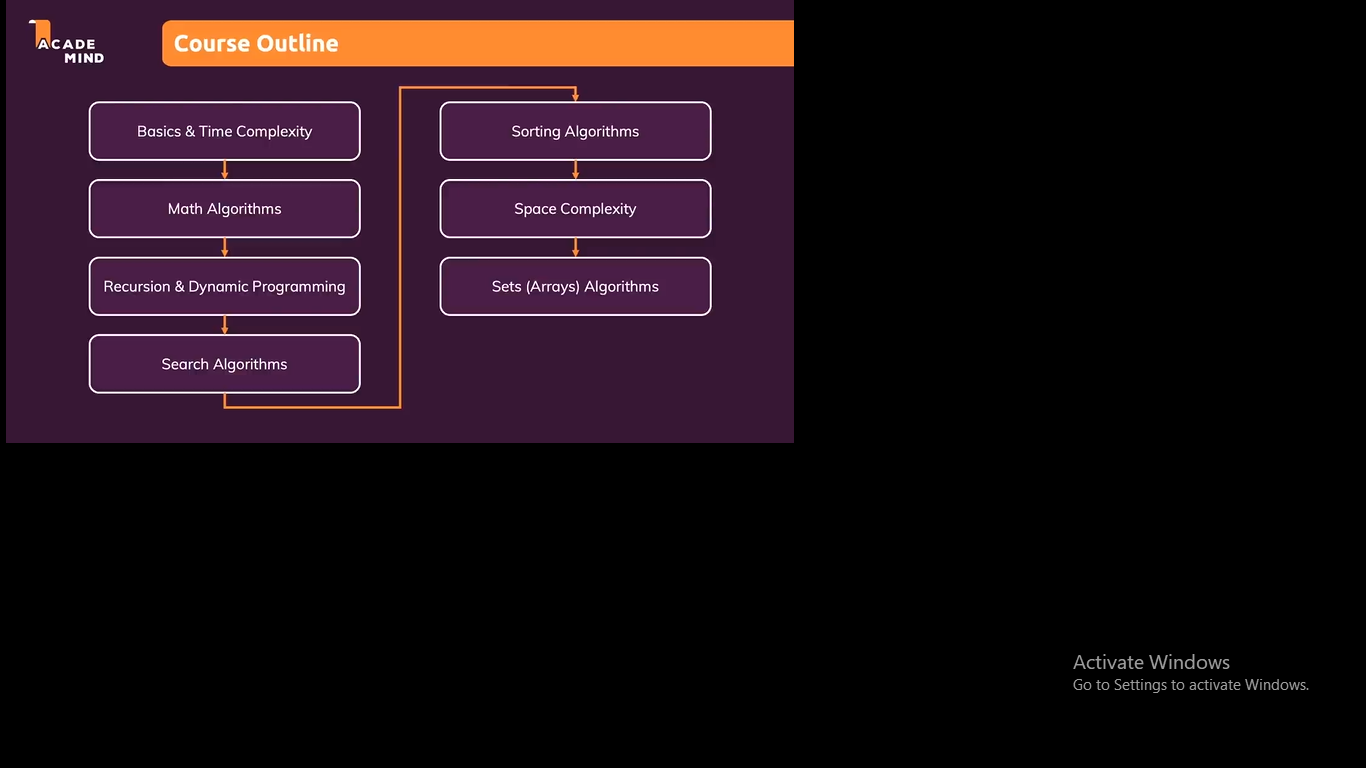 ACADE
MIND
Course Outline
Basics & Time Complexity
Math Algorithms
Recursion & Dynamic Programming
Search Algorithms
Sorting Algorithms
Space Complexity
Sets (Arrays) Algorithms
Activate Windows
Go to Settings to activate Windows.